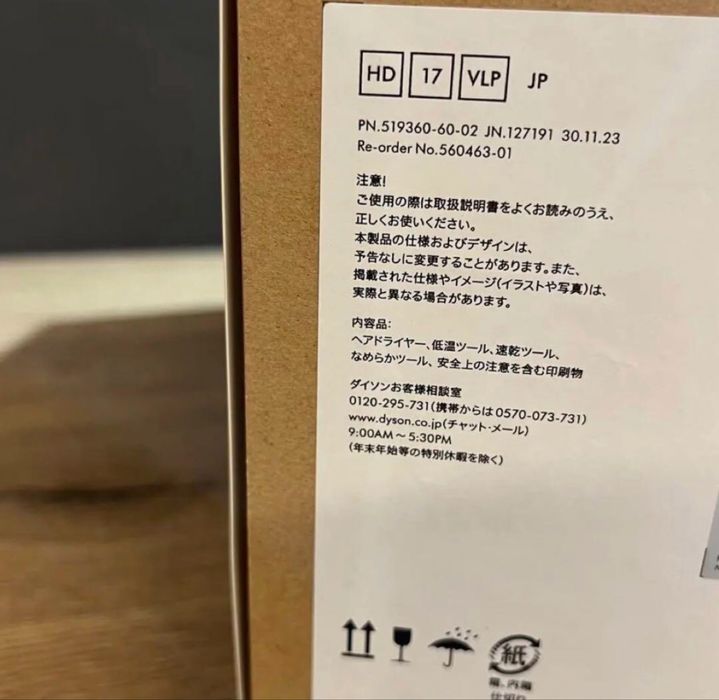 HD 17 VLP JP
PN.519360-60-02 JN.127191 30.11.23
Re-order No.560463-01
注意!
ご使用の際は取扱説明書をよくお読みのうえ、
正しくお使いください。
本製品の仕様およびデザインは、
予告なしに変更することがあります。また、
掲載された仕様やイメージ(イラストや写真)は、
実際と異なる場合があります。
内容品:
ヘアドライヤー、低温ツール、速乾ツール、
なめらかツール、安全上の注意を含む印刷物
ダイソンお客様相談室
0120-295-731(携帯からは 0570-073-731)
www.dyson.co.jp(チャット・メール)
9:00AM～5:30PM
(年末年始等の特別休暇を除く)
紙
箱、内箱
仕切り